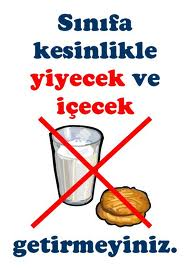 Sınıfa
kesinlikle
yiyecek ve
içecek
getirmeyiniz.